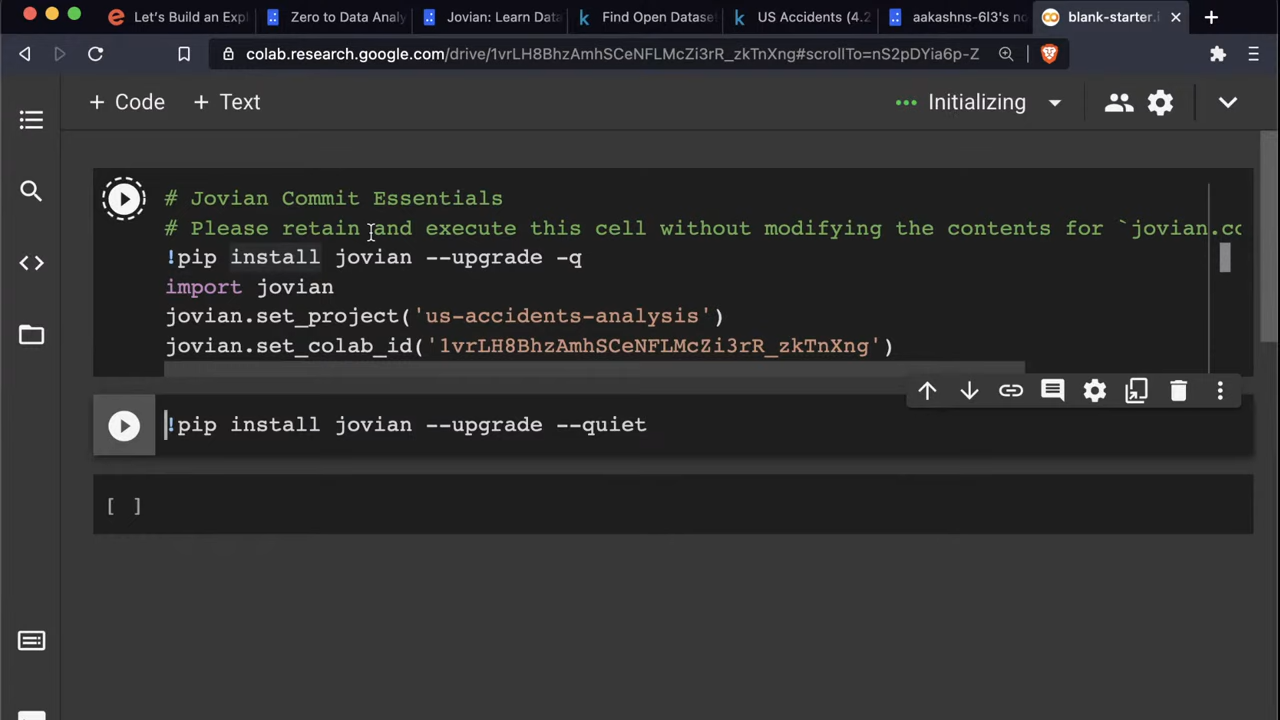 Let's Build an Expl
Zero to Data Analy
Jovian: Learn Data
Find Open Dataset
US Accidents (4.2
aakashns-6l3's no
blank-starter.i
colab.research.google.com/drive/1vrLH8BhzAmhSCeNFLMcZi3rR_zkTnXng#scrollTo=nS2pDYia6p-Z
+ Code + Text
Initializing
# Jovian Commit Essentials
# Please retain and execute this cell without modifying the contents for `jovian.co
!pip install jovian --upgrade -q
import jovian
jovian.set_project('us-accidents-analysis')
jovian.set_colab_id('1vrLH8BhzAmhSCeNFLMcZi3rR_zkTnXng')
!pip install jovian --upgrade --quiet
[ ]